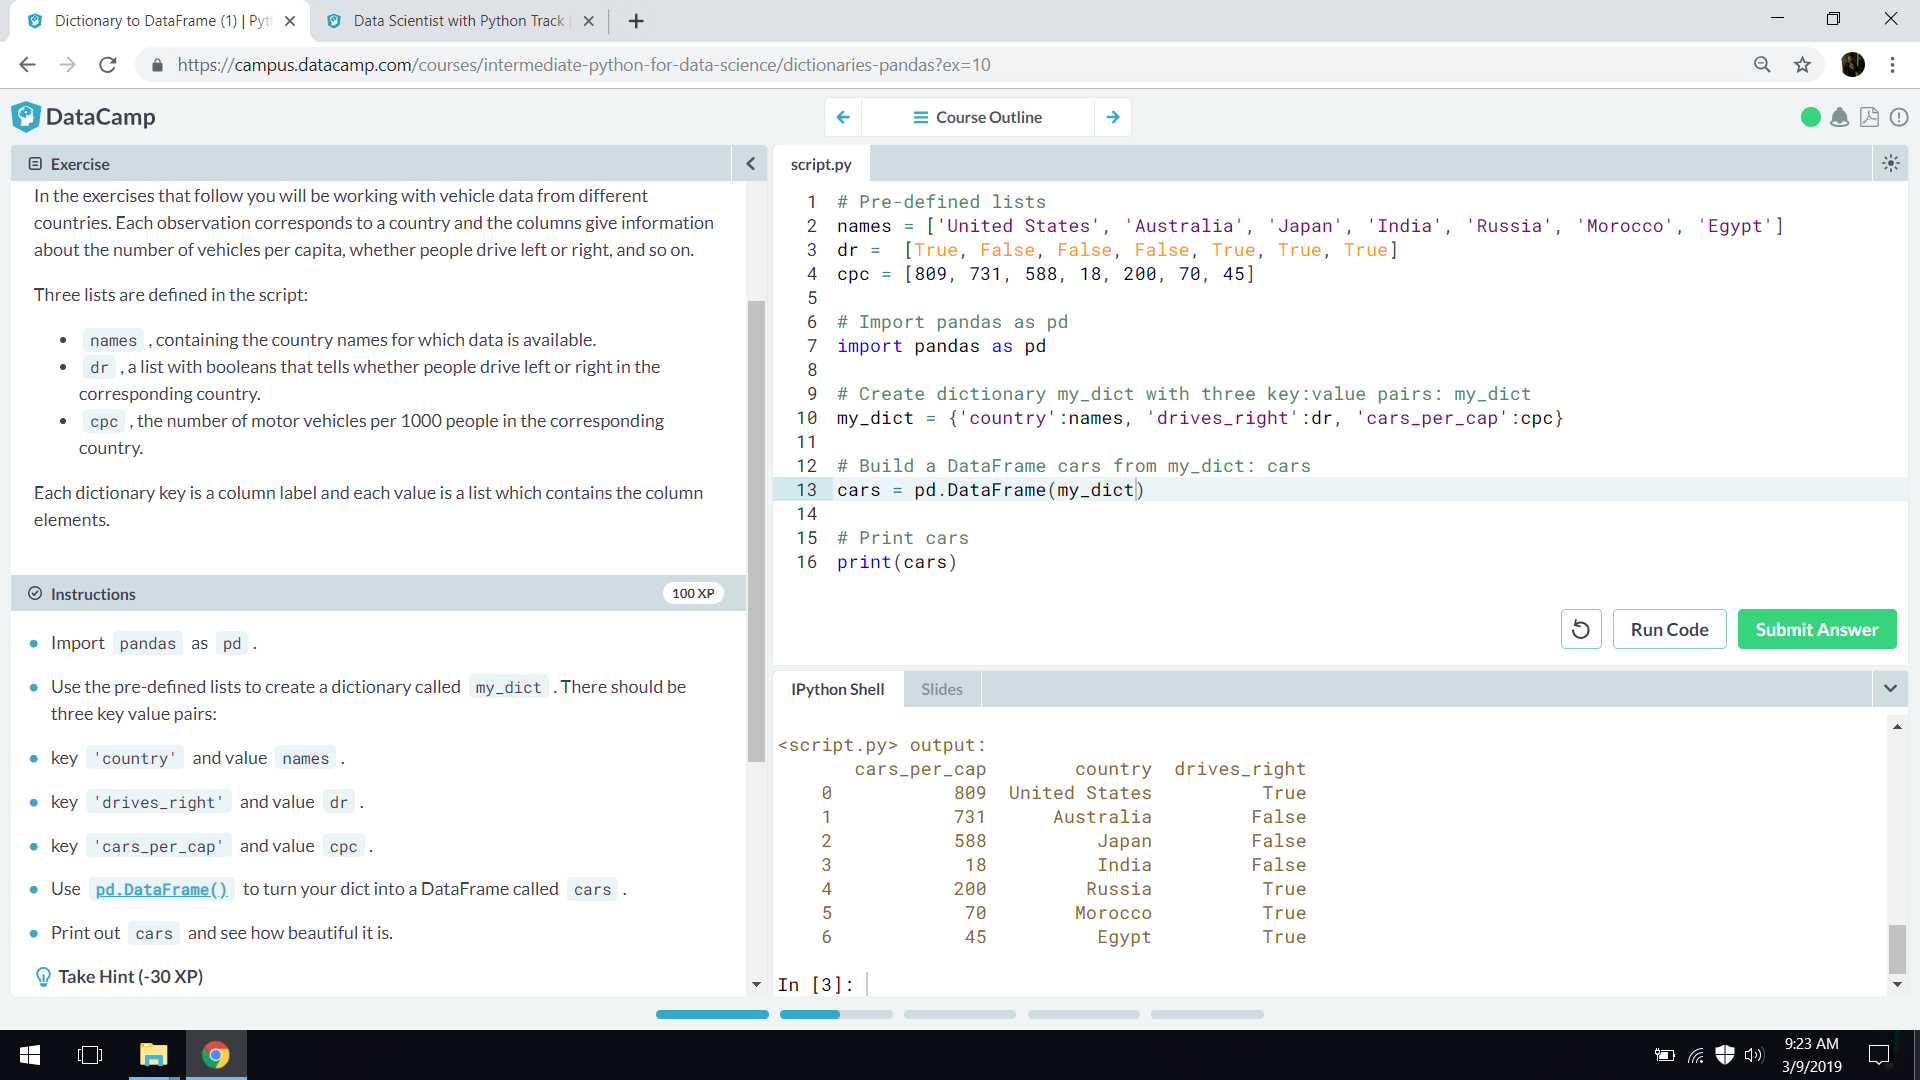 Dictionary to DataFrame (1) | Pyt
Data Scientist with Python Track
https://campus.datacamp.com/courses/intermediate-python-for-data-science/dictionaries-pandas?ex=10
DataCamp
Course Outline
Exercise
In the exercises that follow you will be working with vehicle data from different
countries. Each observation corresponds to a country and the columns give information
about the number of vehicles per capita, whether people drive left or right, and so on.
Three lists are defined in the script:
names , containing the country names for which data is available.
dr , a list with booleans that tells whether people drive left or right in the
corresponding country.
cpc , the number of motor vehicles per 1000 people in the corresponding
country.
Each dictionary key is a column label and each value is a list which contains the column
elements.
Instructions
100 XP
Import pandas as pd .
Use the pre-defined lists to create a dictionary called my_dict . There should be
three key value pairs:
key 'country' and value names .
key 'drives_right' and value dr .
key 'cars_per_cap' and value cpc .
Use pd.DataFrame() to turn your dict into a DataFrame called cars .
Print out cars and see how beautiful it is.
Take Hint (-30 XP)
script.py
1 # Pre-defined lists
2 names = ['United States', 'Australia', 'Japan', 'India', 'Russia', 'Morocco', 'Egypt']
3 dr =  [True, False, False, False, True, True, True]
4 cpc = [809, 731, 588, 18, 200, 70, 45]
5
6 # Import pandas as pd
7 import pandas as pd
8
9 # Create dictionary my_dict with three key:value pairs: my_dict
10 my_dict = {'country':names, 'drives_right':dr, 'cars_per_cap':cpc}
11
12 # Build a DataFrame cars from my_dict: cars
13 cars = pd.DataFrame(my_dict)
14
15 # Print cars
16 print(cars)
Run Code
Submit Answer
IPython Shell
Slides
<script.py> output:
cars_per_cap country drives_right
0 809 United States True
1 731 Australia False
2 588 Japan False
3 18 India False
4 200 Russia True
5 70 Morocco True
6 45 Egypt True
In [3]:
9:23 AM
3/9/2019